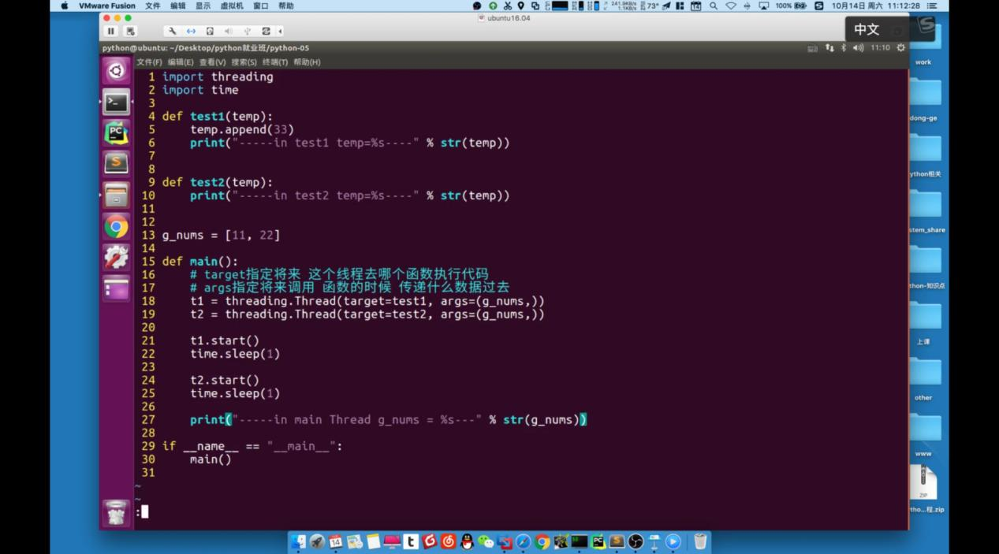 VMware Fusion 文件 编辑 显示 虚拟机 窗口 帮助 241.9KB/s 1.1KB/s 73° 14 100% 10月14日 周六 11:12:28
ubuntu16.04
中文
python@ubuntu: ~/Desktop/python就业班/python-05 11:10
文件(F) 编辑(E) 查看(V) 搜索(S) 终端(T) 帮助(H)
1 import threading
2 import time
3
4 def test1(temp):
5     temp.append(33)
6     print("-----in test1 temp=%s----" % str(temp))
7
8
9 def test2(temp):
10     print("-----in test2 temp=%s----" % str(temp))
11
12
13 g_nums = [11, 22]
14
15 def main():
16     # target指定将来 这个线程去哪个函数执行代码
17     # args指定将来调用 函数的时候 传递什么数据过去
18     t1 = threading.Thread(target=test1, args=(g_nums,))
19     t2 = threading.Thread(target=test2, args=(g_nums,))
20
21     t1.start()
22     time.sleep(1)
23
24     t2.start()
25     time.sleep(1)
26
27     print("-----in main Thread g_nums = %s---" % str(g_nums))
28
29 if __name__ == "__main__":
30     main()
31
~
~
:
work
dong-ge
ython相关
stem_share
thon-知识点
上课
other
www
ZIP
tho...程.zip